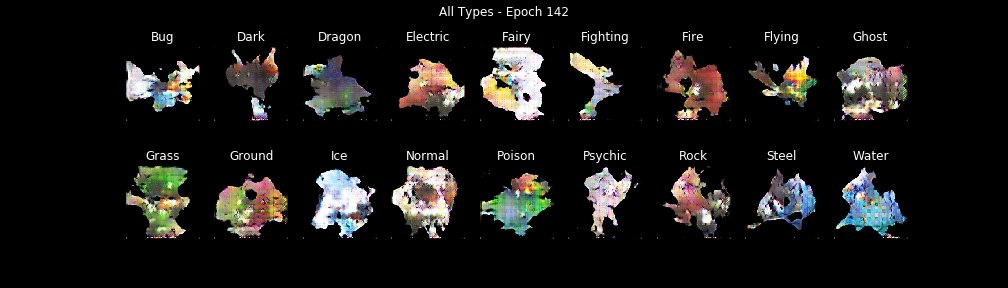 All Types - Epoch 142
Bug Dark Dragon Electric Fairy Fighting Fire Flying Ghost
Grass Ground Ice Normal Poison Psychic Rock Steel Water